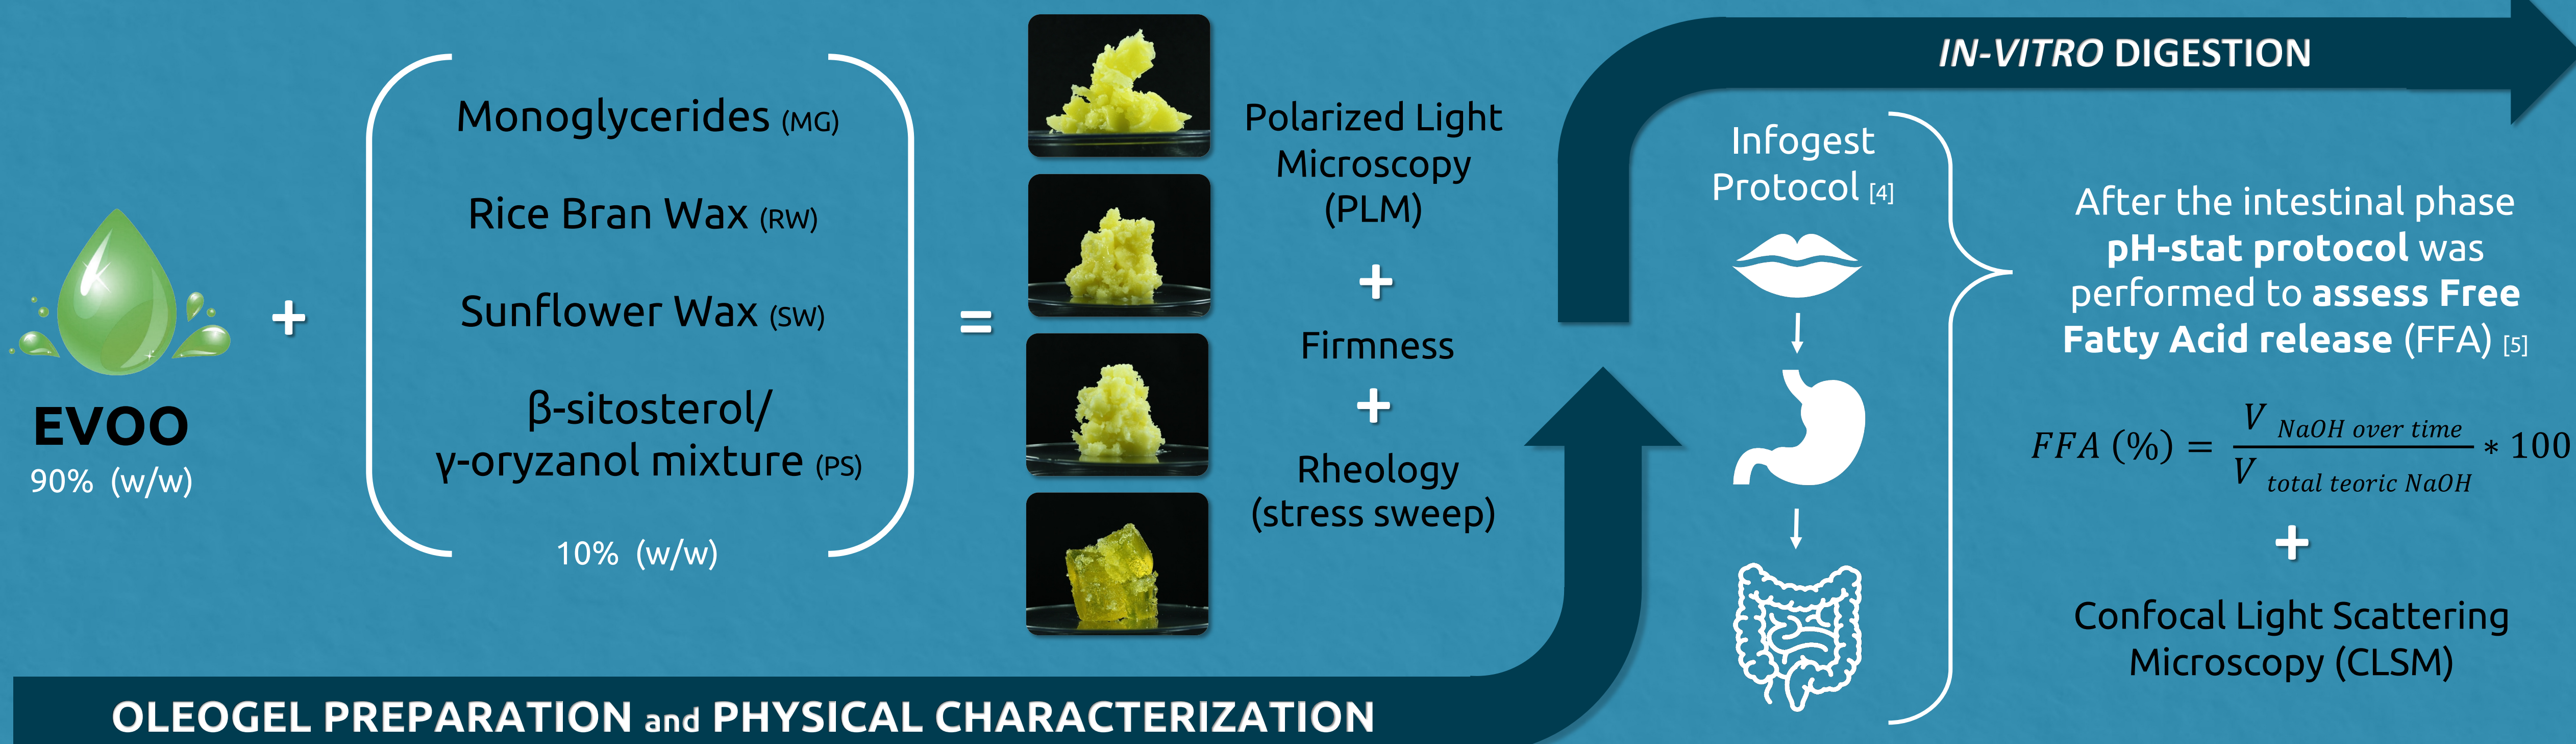 EVOO
90% (w/w)
+
Monoglycerides (MG)
Rice Bran Wax (RW)
Sunflower Wax (SW)
β-sitosterol/
γ-oryzanol mixture (PS)
10% (w/w)
=
Polarized Light
Microscopy
(PLM)
+
Firmness
+
Rheology
(stress sweep)
OLEOGEL PREPARATION and PHYSICAL CHARACTERIZATION
IN-VITRO DIGESTION
Infogest
Protocol [4]
After the intestinal phase
pH-stat protocol was
performed to assess Free
Fatty Acid release (FFA) [5]
FFA (%) = V NaOH over time / V total teoric NaOH * 100
+
Confocal Light Scattering
Microscopy (CLSM)